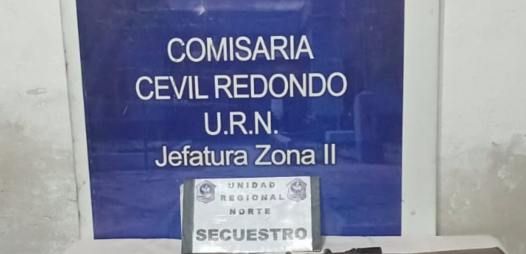 COMISARIA
CEVIL REDONDO
U.R.N.
Jefatura Zona II
UNIDAD
REGIONAL
NORTE
SECUESTRO